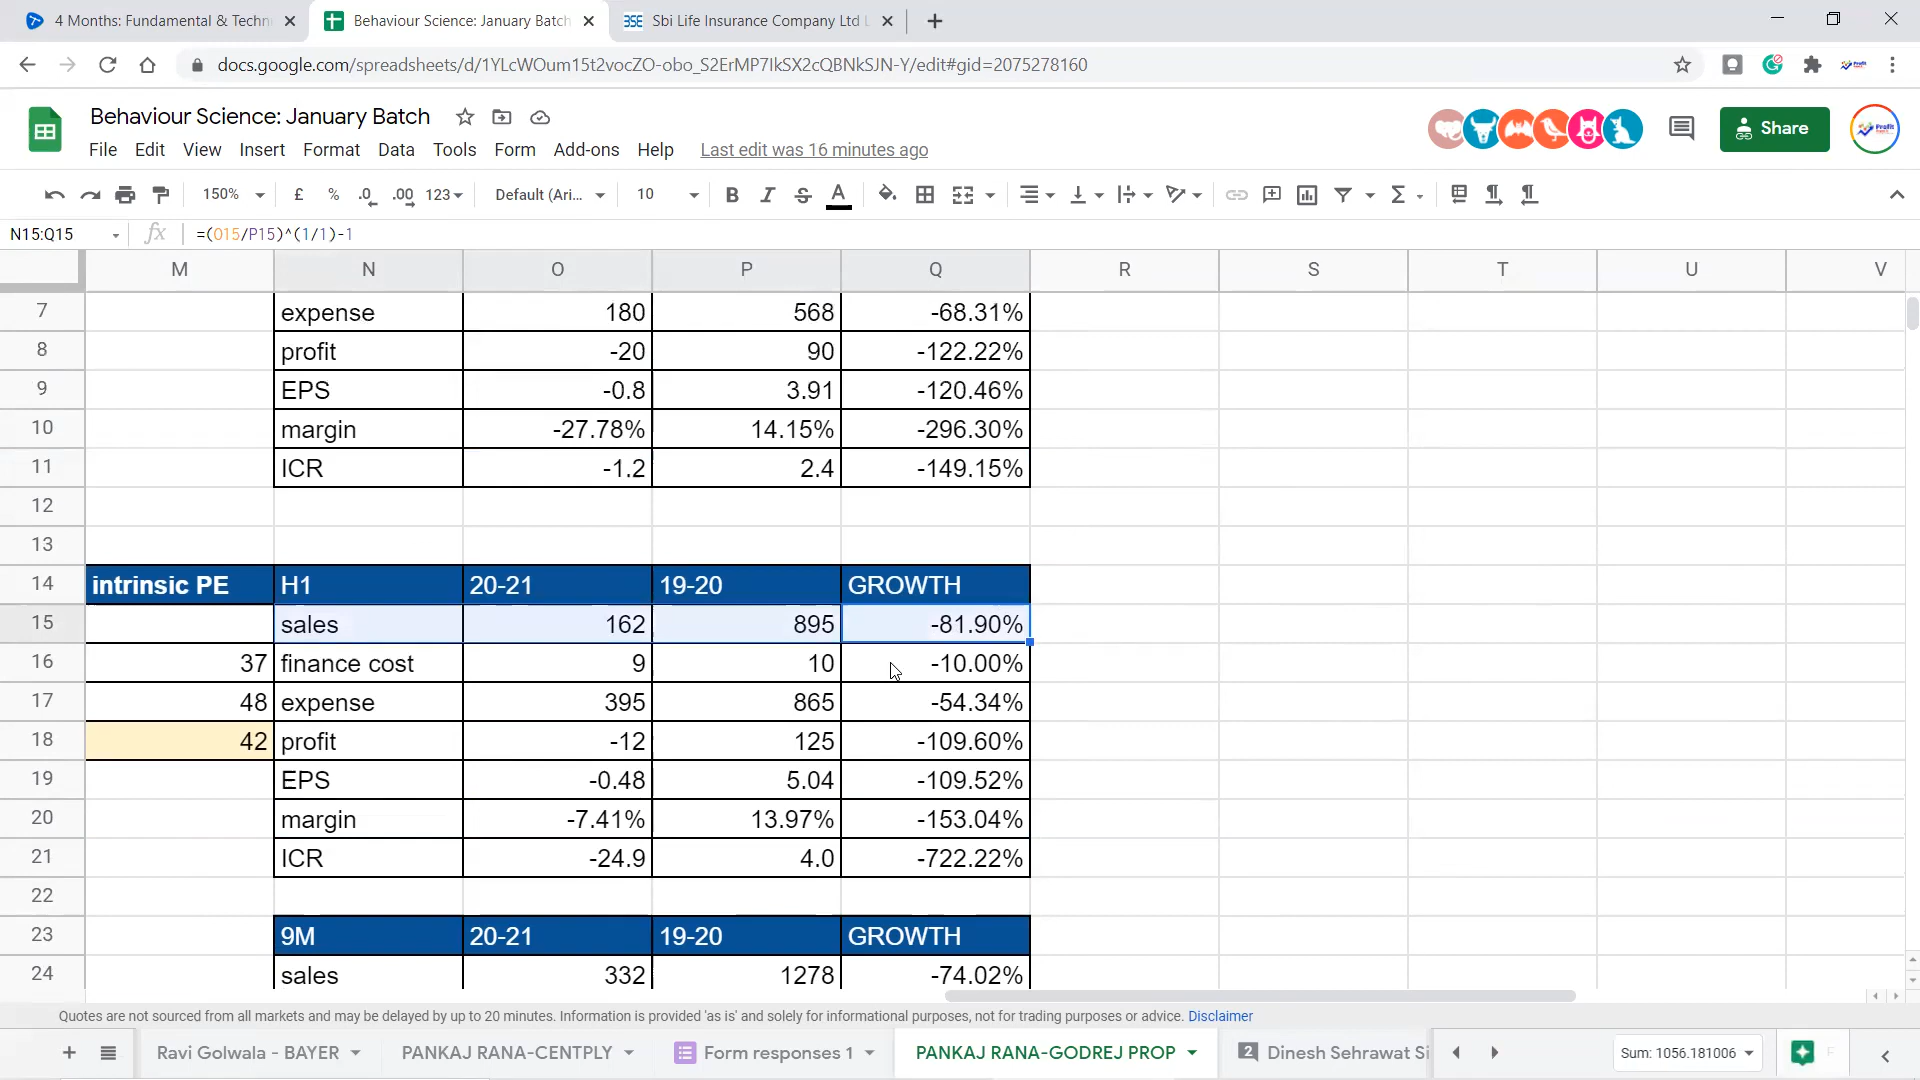 4 Months: Fundamental & Techn
Behaviour Science: January Batch
BSE Sbi Life Insurance Company Ltd L
docs.google.com/spreadsheets/d/1YLcWOum15t2vocZO-obo_S2ErMP7IkSX2cQBNkSJN-Y/edit#gid=2075278160
Behaviour Science: January Batch
File Edit View Insert Format Data Tools Form Add-ons Help Last edit was 16 minutes ago
Share
150% £ % .0 .00 123 Default (Ari... 10 B I S A Σ
N15:Q15 fx =(O15/P15)^(1/1)-1
M N O P Q R S T U V
7 expense 180 568 -68.31%
8 profit -20 90 -122.22%
9 EPS -0.8 3.91 -120.46%
10 margin -27.78% 14.15% -296.30%
11 ICR -1.2 2.4 -149.15%
12
13
14 intrinsic PE H1 20-21 19-20 GROWTH
15 sales 162 895 -81.90%
16 37 finance cost 9 10 -10.00%
17 48 expense 395 865 -54.34%
18 42 profit -12 125 -109.60%
19 EPS -0.48 5.04 -109.52%
20 margin -7.41% 13.97% -153.04%
21 ICR -24.9 4.0 -722.22%
22
23 9M 20-21 19-20 GROWTH
24 sales 332 1278 -74.02%
Quotes are not sourced from all markets and may be delayed by up to 20 minutes. Information is provided 'as is' and solely for informational purposes, not for trading purposes or advice. Disclaimer
Ravi Golwala - BAYER PANKAJ RANA-CENTPLY Form responses 1 PANKAJ RANA-GODREJ PROP 2 Dinesh Sehrawat Si Sum: 1056.181006